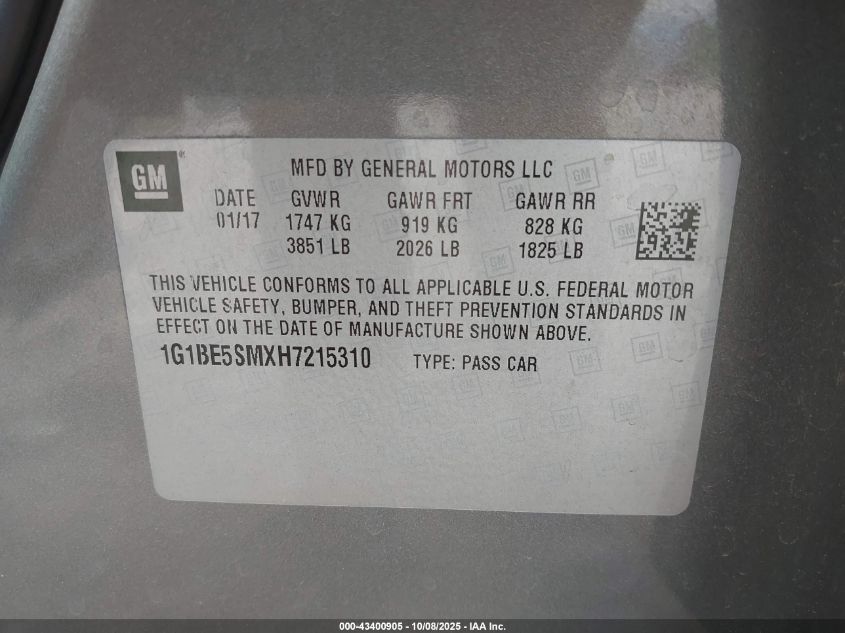 GM
MFD BY GENERAL MOTORS LLC
DATE GVWR GAWR FRT GAWR RR
01/17 1747 KG 919 KG 828 KG
3851 LB 2026 LB 1825 LB
THIS VEHICLE CONFORMS TO ALL APPLICABLE U.S. FEDERAL MOTOR
VEHICLE SAFETY, BUMPER, AND THEFT PREVENTION STANDARDS IN
EFFECT ON THE DATE OF MANUFACTURE SHOWN ABOVE.
1G1BE5SMXH7215310 TYPE: PASS CAR
000-43400905 - 10/08/2025 - IAA Inc.